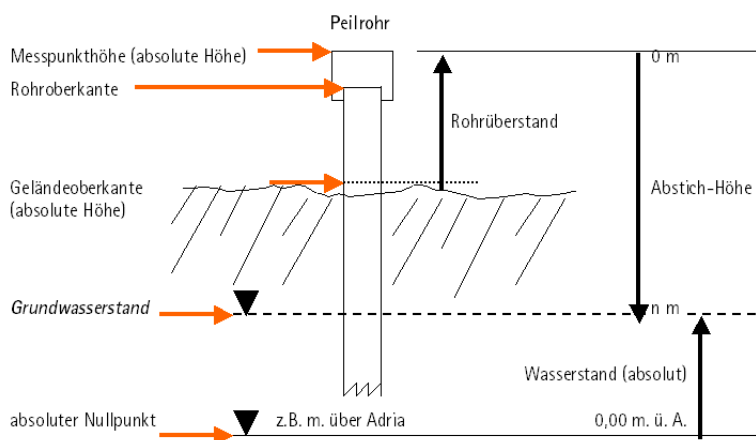 Peilrohr
Messpunkthöhe (absolute Höhe)
0 m
Rohroberkante
Rohrüberstand
Geländeoberkante
(absolute Höhe)
Abstich-Höhe
Grundwasserstand
n m
Wasserstand (absolut)
absoluter Nullpunkt
z.B. m. über Adria
0,00 m. ü. A.